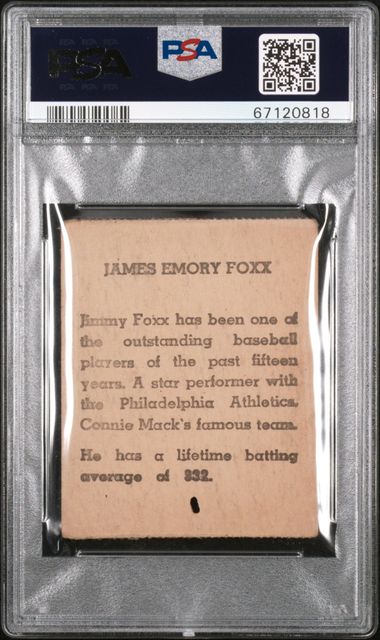 PSA
PSA
67120818
JAMES EMORY FOXX
Jimmy Foxx has been one of
the outstanding baseball
players of the past fifteen
years. A star performer with
the Philadelphia Athletics,
Connie Mack's famous team.
He has a lifetime batting
average of 332.